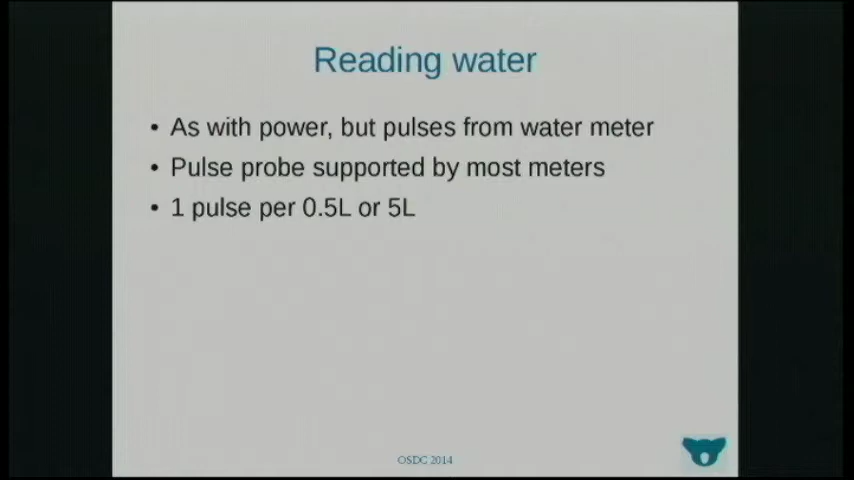 Reading water
• As with power, but pulses from water meter
• Pulse probe supported by most meters
• 1 pulse per 0.5L or 5L
OSDC 2014